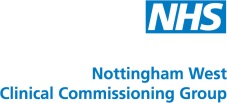 NHS
Nottingham West
Clinical Commissioning Group